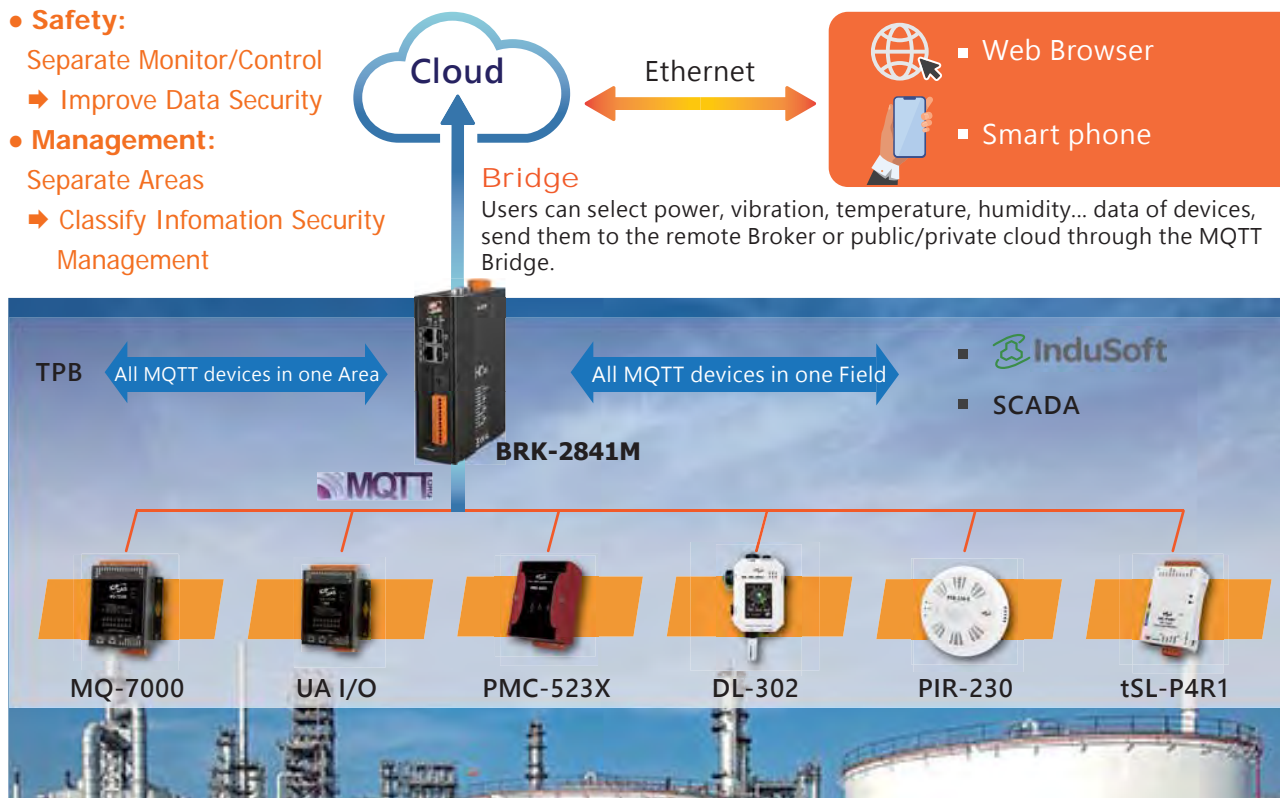 ● Safety:
Separate Monitor/Control
➡ Improve Data Security
● Management:
Separate Areas
➡ Classify Infomation Security
Management
Cloud
Ethernet
▪ Web Browser
▪ Smart phone
Bridge
Users can select power, vibration, temperature, humidity... data of devices,
send them to the remote Broker or public/private cloud through the MQTT
Bridge.
TPB
All MQTT devices in one Area
All MQTT devices in one Field
▪ InduSoft
▪ SCADA
BRK-2841M
MQTT.ORG
MQ-7000
UA I/O
PMC-523X
DL-302
PIR-230
tSL-P4R1